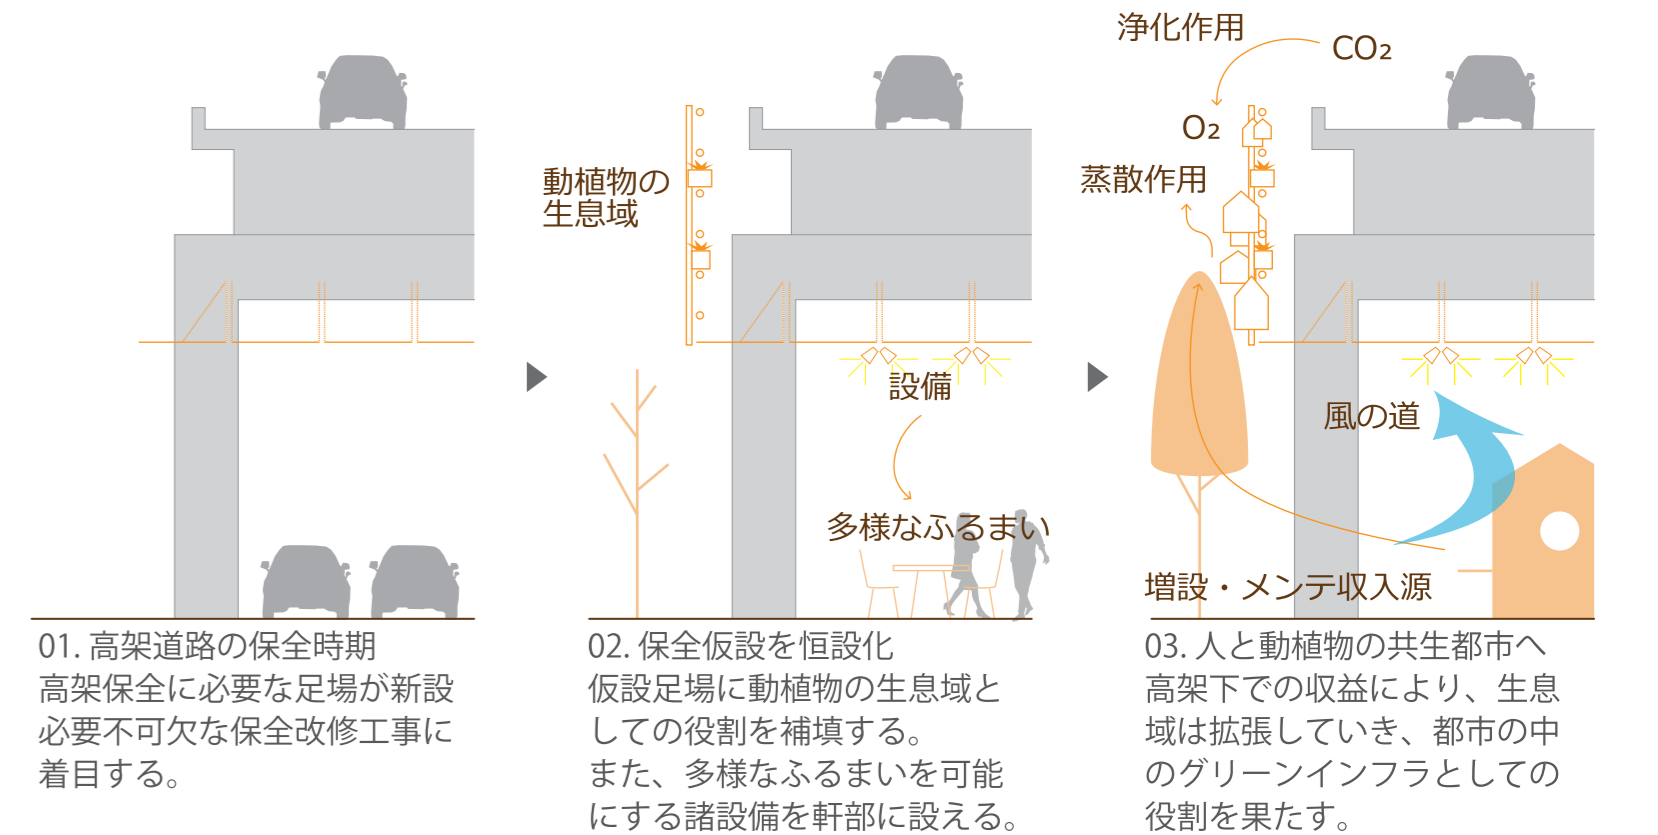 動植物の
生息域
設備
多様なふるまい
浄化作用
CO₂
O₂
蒸散作用
風の道
増設・メンテ収入源
01. 高架道路の保全時期
高架保全に必要な足場が新設
必要不可欠な保全改修工事に
着目する。
02. 保全仮設を恒設化
仮設足場に動植物の生息域と
しての役割を補填する。
また、多様なふるまいを可能
にする諸設備を軒部に設える。
03. 人と動植物の共生都市へ
高架下での収益により、生息
域は拡張していき、都市の中
のグリーンインフラとしての
役割を果たす。